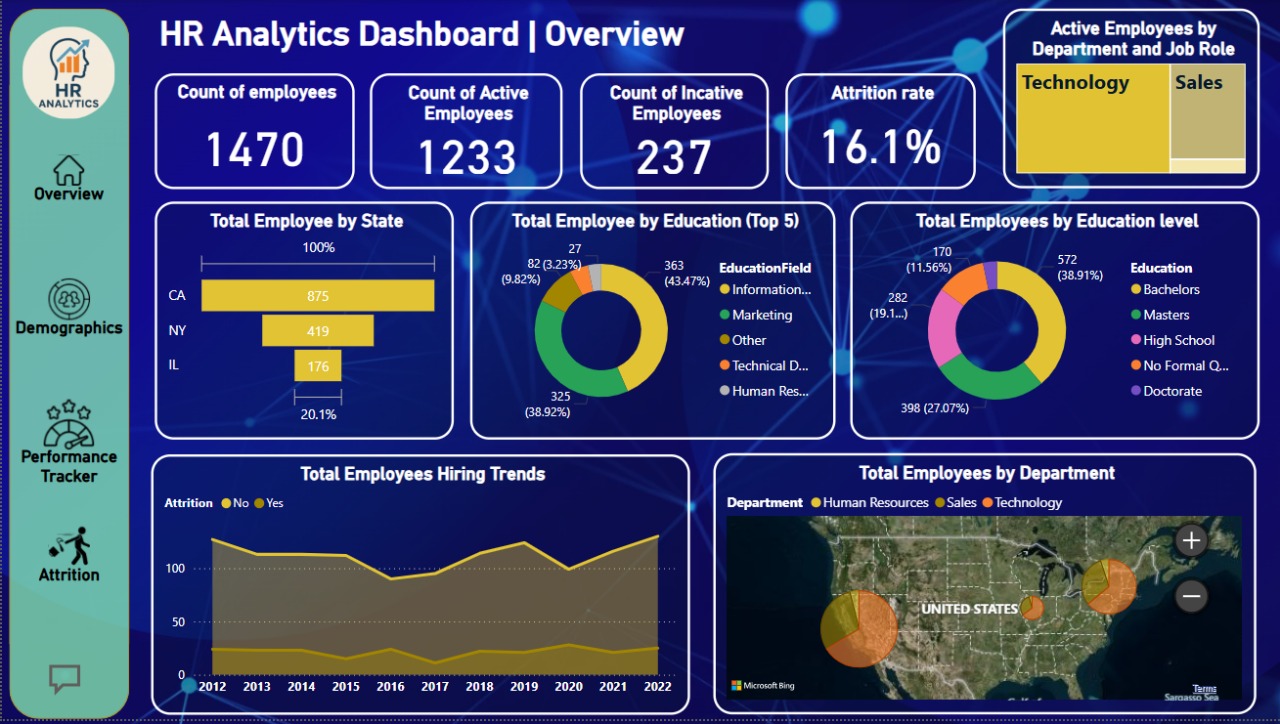 HR Analytics Dashboard | Overview
HR
ANALYTICS
Overview
Demographics
Performance
Tracker
Attrition
Count of employees
1470
Count of Active
Employees
1233
Count of Incative
Employees
237
Attrition rate
16.1%
Active Employees by
Department and Job Role
Technology
Sales
Total Employee by State
100%
CA
875
NY
419
IL
176
20.1%
Total Employee by Education (Top 5)
27
(3.23%)
82
(9.82%)
363
(43.47%)
325
(38.92%)
EducationField
Information...
Marketing
Other
Technical D...
Human Res...
Total Employees by Education level
170
(11.56%)
572
(38.91%)
282
(19.1...)
398 (27.07%)
Education
Bachelors
Masters
High School
No Formal Q...
Doctorate
Total Employees Hiring Trends
Attrition No Yes
100
50
0
2012 2013 2014 2015 2016 2017 2018 2019 2020 2021 2022
Total Employees by Department
Department Human Resources Sales Technology
+
−
UNITED STATES
Microsoft Bing
Terms
Sargasso Sea